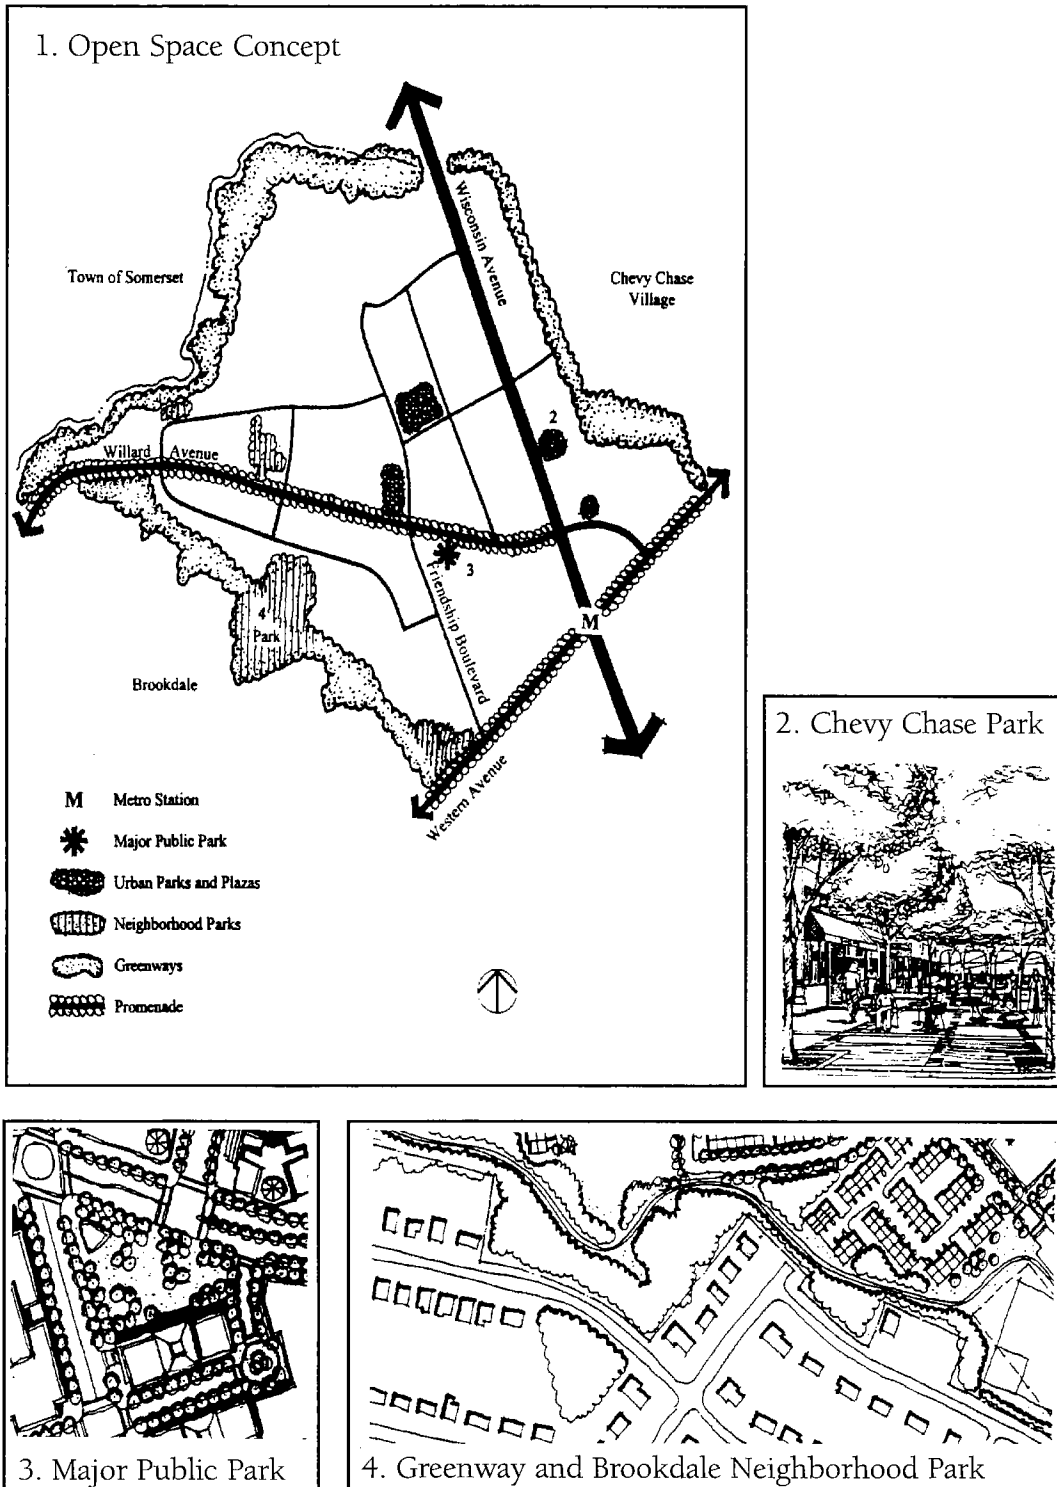 1. Open Space Concept
Wisconsin Avenue
Town of Somerset
Chevy Chase
Village
2
Willard Avenue
3
Friendship Boulevard
4
Park
M
Brookdale
Western Avenue
M Metro Station
Major Public Park
Urban Parks and Plazas
Neighborhood Parks
Greenways
Promenade
2. Chevy Chase Park
3. Major Public Park
4. Greenway and Brookdale Neighborhood Park